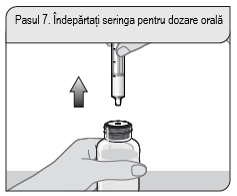 Pasul 7. Îndepărtați seringa pentru dozare orală